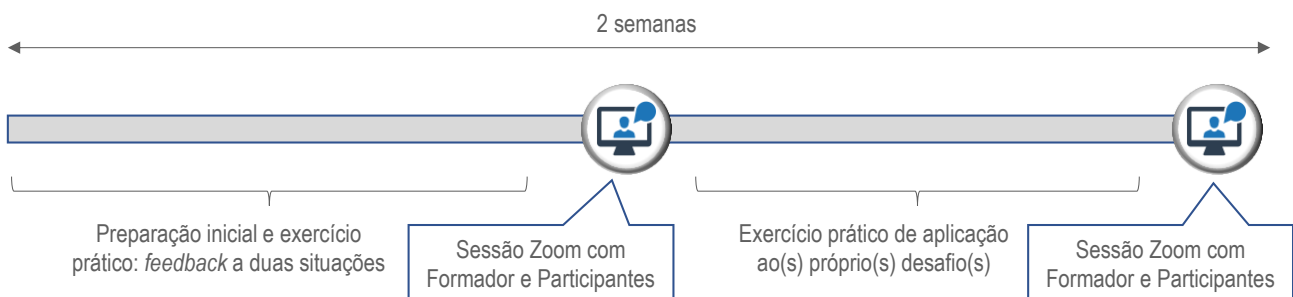 2 semanas
Preparação inicial e exercício
prático: feedback a duas situações
Sessão Zoom com
Formador e Participantes
Exercício prático de aplicação
ao(s) próprio(s) desafio(s)
Sessão Zoom com
Formador e Participantes